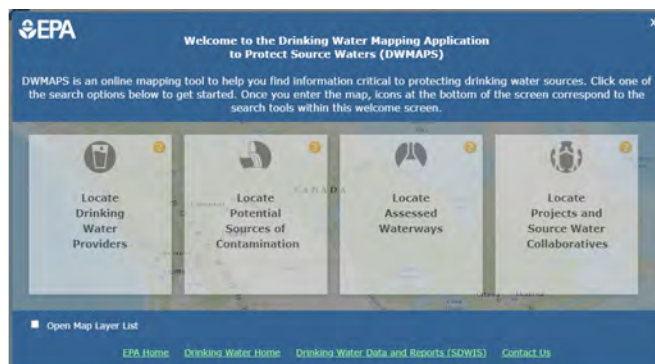 x
EPA
Welcome to the Drinking Water Mapping Application
to Protect Source Waters (DWMAPS)
DWMAPS is an online mapping tool to help you find information critical to protecting drinking water sources. Click one of
the search options below to get started. Once you enter the map, icons at the bottom of the screen correspond to the
search tools within this welcome screen.
?
?
?
?
Locate
Drinking
Water
Providers
Locate
Potential
Sources of
Contamination
Locate
Assessed
Waterways
Locate
Projects and
Source Water
Collaboratives
CANADA
Open Map Layer List
EPA Home Drinking Water Home Drinking Water Data and Reports (SDWIS) Contact Us